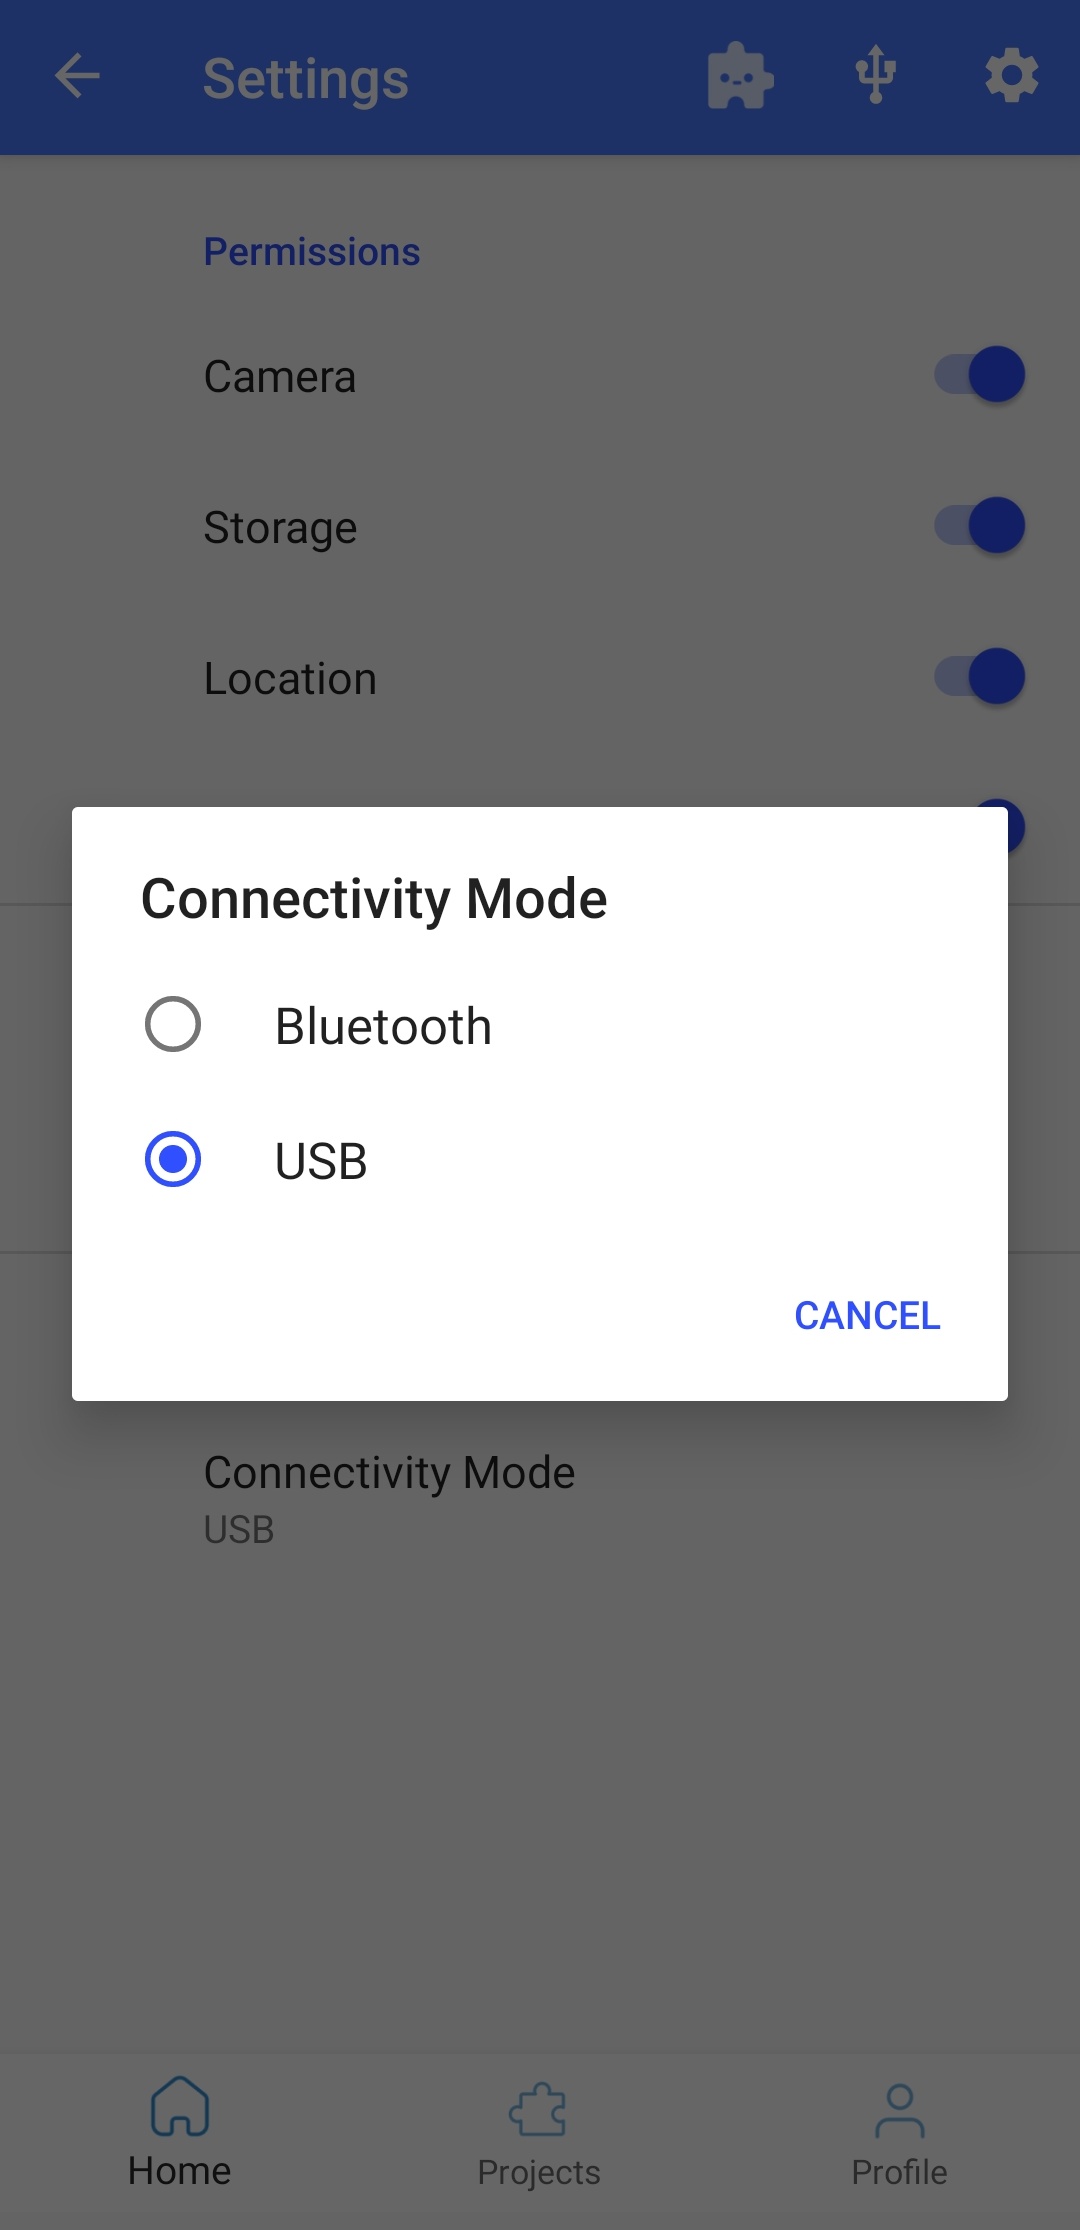 Settings
Permissions
Camera
Storage
Location
Connectivity Mode
Bluetooth
USB
CANCEL
Connectivity Mode
USB
Home
Projects
Profile